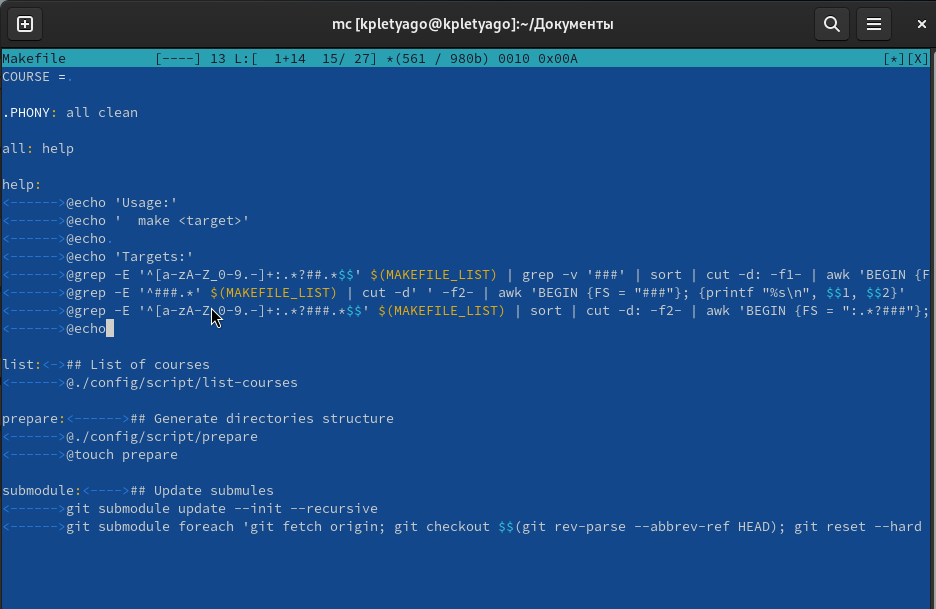 mc [kpletyago@kpletyago]:~/Документы
Makefile [----] 13 L:[ 1+14 15/ 27] *(561 / 980b) 0010 0x00A [*][X]
COURSE =.
.PHONY: all clean
all: help
help:
<------>@echo 'Usage:'
<------>@echo '  make <target>'
<------>@echo.
<------>@echo 'Targets:'
<------>@grep -E '^[a-zA-Z_0-9.-]+:.*?##.*$$' $(MAKEFILE_LIST) | grep -v '###' | sort | cut -d: -f1- | awk 'BEGIN {F
<------>@grep -E '^###.*' $(MAKEFILE_LIST) | cut -d' ' -f2- | awk 'BEGIN {FS = "###"}; {printf "%s\n", $$1, $$2}'
<------>@grep -E '^[a-zA-Z_0-9.-]+:.*?###.*$$' $(MAKEFILE_LIST) | sort | cut -d: -f2- | awk 'BEGIN {FS = ":.*?###"};
<------>@echo
list:<->## List of courses
<------>@./config/script/list-courses
prepare:<------>## Generate directories structure
<------>@./config/script/prepare
<------>@touch prepare
submodule:<---->## Update submules
<------>git submodule update --init --recursive
<------>git submodule foreach 'git fetch origin; git checkout $$(git rev-parse --abbrev-ref HEAD); git reset --hard